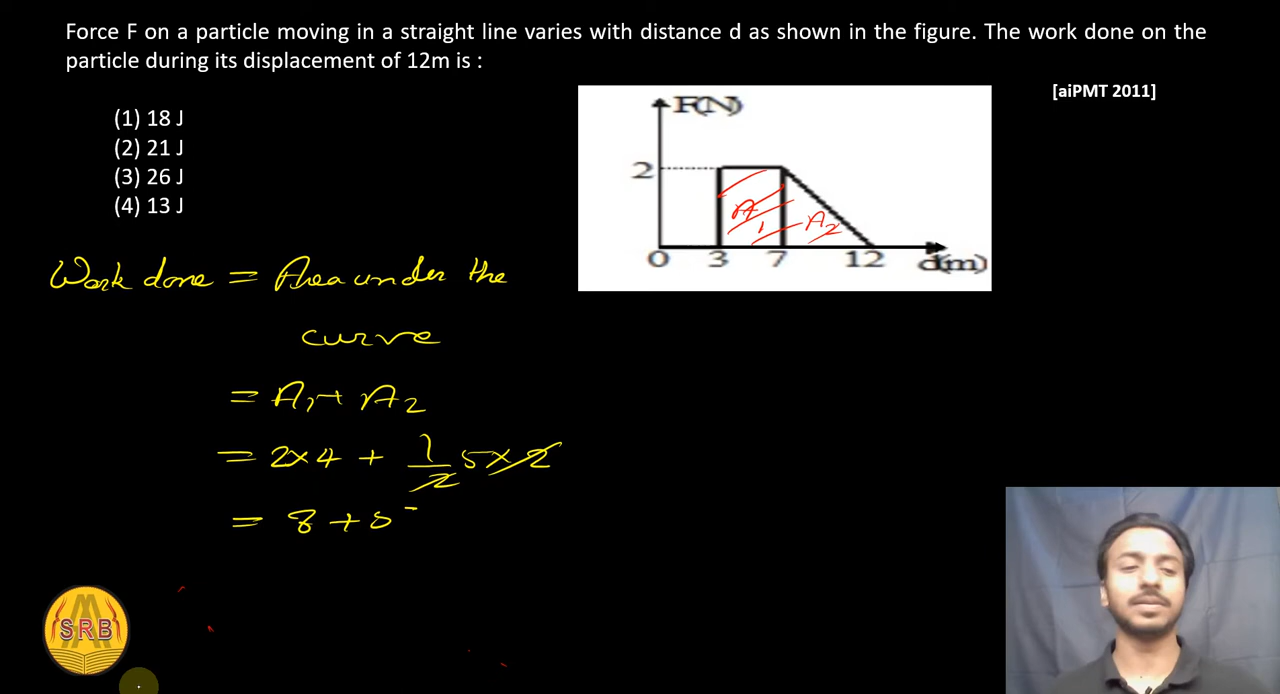 Force F on a particle moving in a straight line varies with distance d as shown in the figure. The work done on the
particle during its displacement of 12m is :
[aiPMT 2011]
(1) 18 J
(2) 21 J
(3) 26 J
(4) 13 J
F(N)
2
A1 A2
0 3 7 12 d(m)
Work done = Area under the
curve
= A1 + A2
= 2×4 + 1/2 5×2
= 8+5
SRB